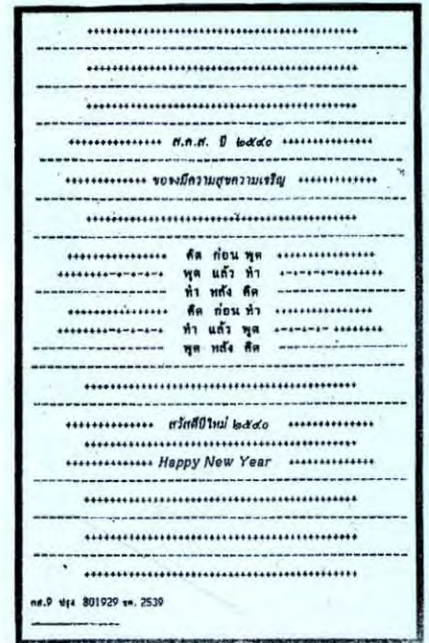 ++++++++++++++++++++++++++++++++++++++
------------------------------------------------
++++++++++++++++++++++++++++++++++++++
------------------------------------------------
++++++++++++++++++++++++++++++++++++++
------------------------------------------------
+++++++++++++++ ส.ค.ส. ปี ๒๕๔๐ +++++++++++++++
------------------------------------------------
+++++++++++++ ขอจงมีความสุขความเจริญ +++++++++++++
------------------------------------------------
++++++++++++++++++++++++++++++++++++++
------------------------------------------------
++++++++++++++++ คิด ก่อน พูด ++++++++++++++++
++++++++-+-+-+-+ พูด แล้ว ทำ +-+-+-+-++++++++
---------------- ทำ หลัง คิด ----------------
++++++++++++++++ คิด ก่อน ทำ ++++++++++++++++
++++++++-+-+-+-+ ทำ แล้ว พูด +-+-+-+-++++++++
---------------- พูด หลัง คิด ----------------
------------------------------------------------
++++++++++++++++++++++++++++++++++++++
------------------------------------------------
++++++++++++++ สวัสดีปีใหม่ ๒๕๔๐ ++++++++++++++
++++++++++++++++++++++++++++++++++++++
++++++++++++++ Happy New Year ++++++++++++++
------------------------------------------------
++++++++++++++++++++++++++++++++++++++
------------------------------------------------
++++++++++++++++++++++++++++++++++++++
------------------------------------------------
++++++++++++++++++++++++++++++++++++++
กส.9 ปรุง 801929 ธค. 2539